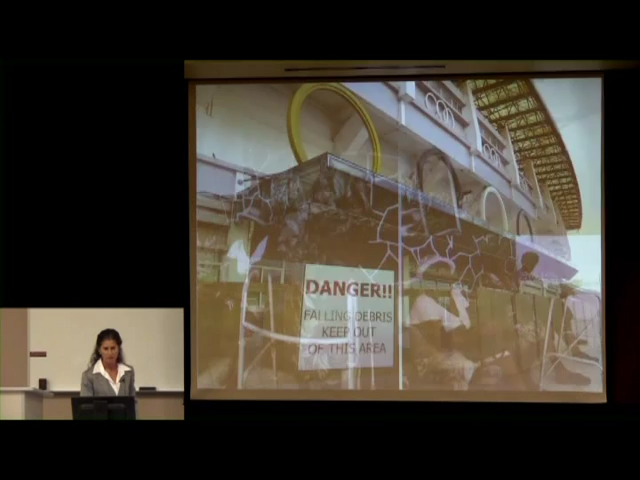 DANGER!!
FALLING DEBRIS
KEEP OUT
OF THIS AREA